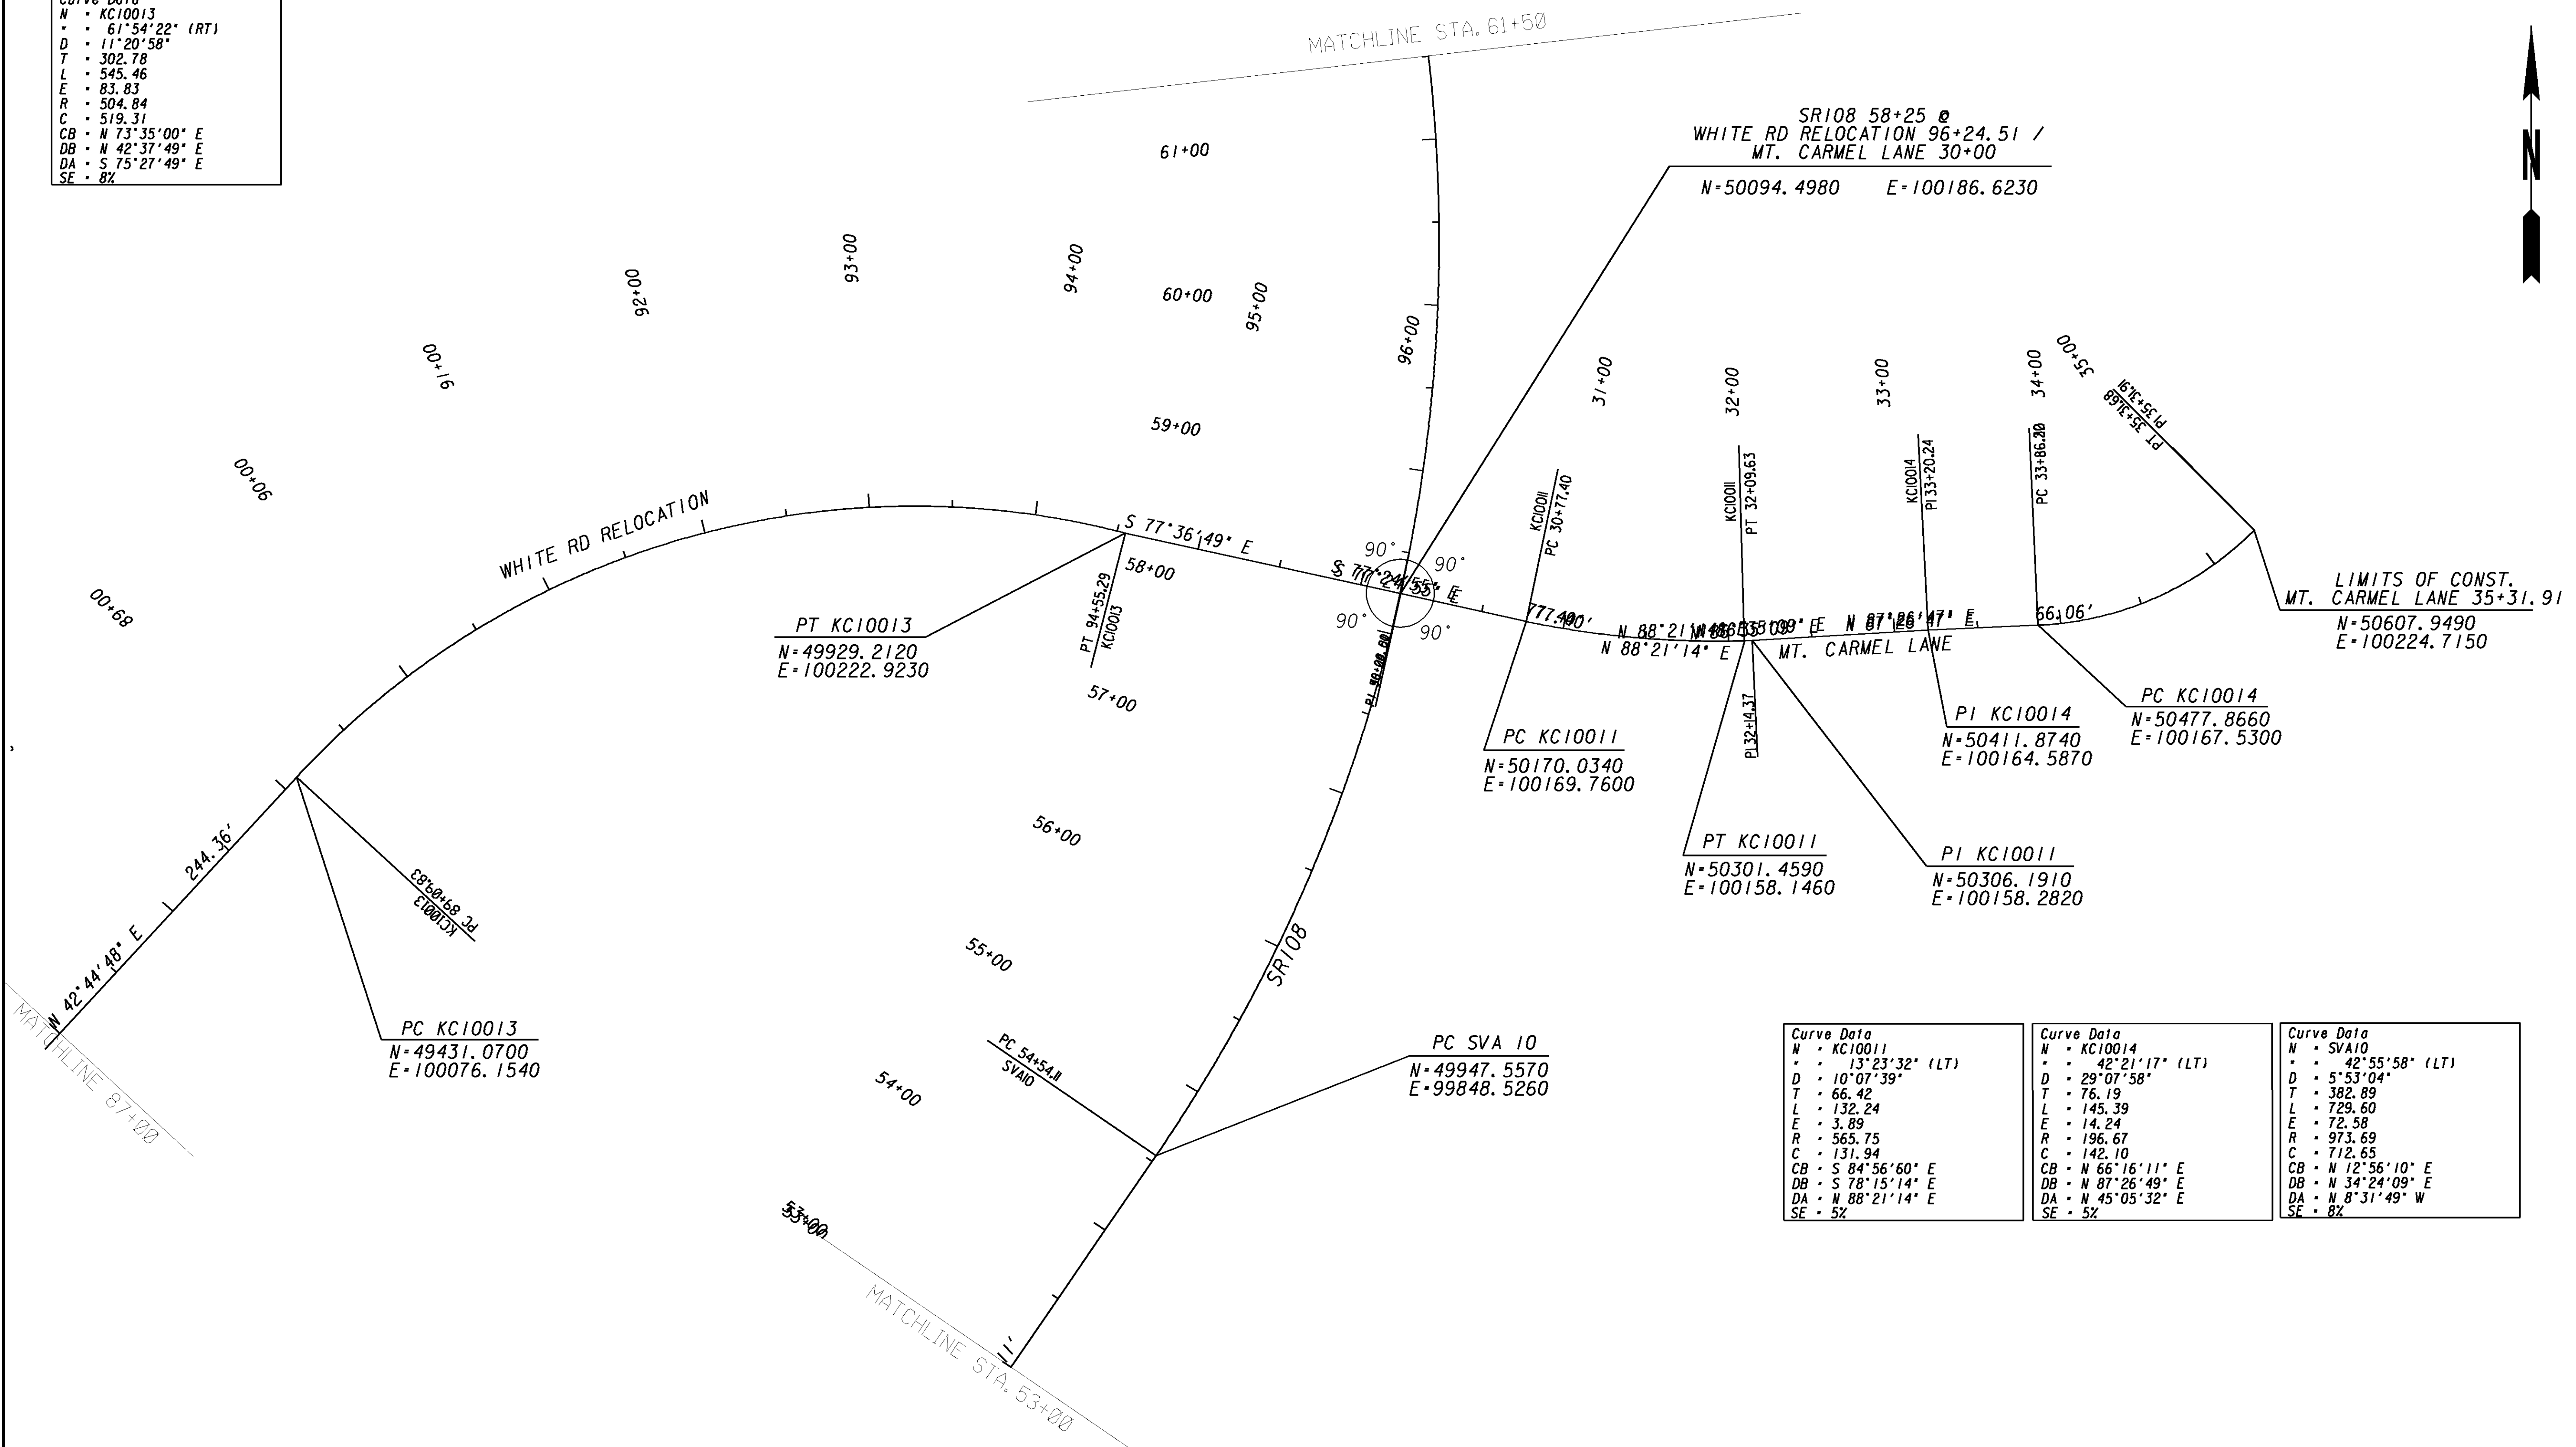 Curve Data
N = KC10013
" = 61°54'22" (RT)
D = 11°20'58"
T = 302.78
L = 545.46
E = 83.83
R = 504.84
C = 519.31
CB = N 73°35'00" E
DB = N 42°37'49" E
DA = S 75°27'49" E
SE = 8%
MATCHLINE STA. 61+50
SR108 58+25 @
WHITE RD RELOCATION 96+24.51 /
MT. CARMEL LANE 30+00
N=50094.4980 E=100186.6230
N
61+00
60+00
59+00
58+00
57+00
56+00
55+00
54+00
53+00
89+00
90+00
91+00
92+00
93+00
94+00
95+00
96+00
31+00
32+00
33+00
34+00
35+00
WHITE RD RELOCATION
S 77°36'49" E
PT 94+55.29
KC10013
PT KC10013
N=49929.2120
E=100222.9230
90°
90°
90°
90°
KC10011
PC 30+77.40
KC10011
PT 32+09.63
KC10014
PI 33+20.24
PC 33+86.30
PT 35+31.68
PI 35+31.91
N 88°21'14" E
N 87°26'47" E
66.06'
MT. CARMEL LANE
PI 32+14.37
LIMITS OF CONST.
MT. CARMEL LANE 35+31.91
N=50607.9490
E=100224.7150
PC KC10014
N=50477.8660
E=100167.5300
PI KC10014
N=50411.8740
E=100164.5870
PC KC10011
N=50170.0340
E=100169.7600
PT KC10011
N=50301.4590
E=100158.1460
PI KC10011
N=50306.1910
E=100158.2820
244.36'
N 42°44'48" E
MATCHLINE 87+00
PC 89+09.83
KC10013
PC KC10013
N=49431.0700
E=100076.1540
SR108
PC 54+54.11
SVA10
PC SVA 10
N=49947.5570
E=99848.5260
MATCHLINE STA. 53+00
Curve Data
N = KC10011
" = 13°23'32" (LT)
D = 10°07'39"
T = 66.42
L = 132.24
E = 3.89
R = 565.75
C = 131.94
CB = S 84°56'60" E
DB = S 78°15'14" E
DA = N 88°21'14" E
SE = 5%
Curve Data
N = KC10014
" = 42°21'17" (LT)
D = 29°07'58"
T = 76.19
L = 145.39
E = 14.24
R = 196.67
C = 142.10
CB = N 66°16'11" E
DB = N 87°26'49" E
DA = N 45°05'32" E
SE = 5%
Curve Data
N = SVA10
" = 42°55'58" (LT)
D = 5°53'04"
T = 382.89
L = 729.60
E = 72.58
R = 973.69
C = 712.65
CB = N 12°56'10" E
DB = N 34°24'09" E
DA = N 8°31'49" W
SE = 8%